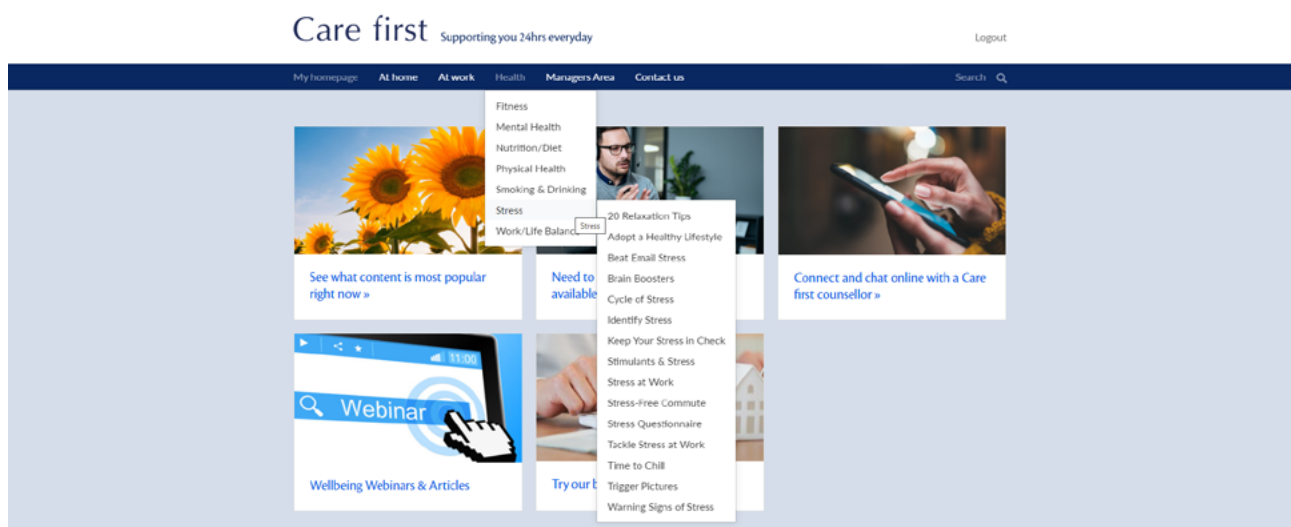 Care first Supporting you 24hrs everyday
Logout
My homepage At home At work Health Managers Area Contact us Search
Fitness
Mental Health
Nutrition/Diet
Physical Health
Smoking & Drinking
Stress
Work/Life Balance
Stress
20 Relaxation Tips
Adopt a Healthy Lifestyle
Beat Email Stress
Brain Boosters
Cycle of Stress
Identify Stress
Keep Your Stress in Check
Stimulants & Stress
Stress at Work
Stress-Free Commute
Stress Questionnaire
Tackle Stress at Work
Time to Chill
Trigger Pictures
Warning Signs of Stress
See what content is most popular
right now »
Need to
available
Connect and chat online with a Care
first counsellor »
11:00
Webinar
Wellbeing Webinars & Articles
Try our b